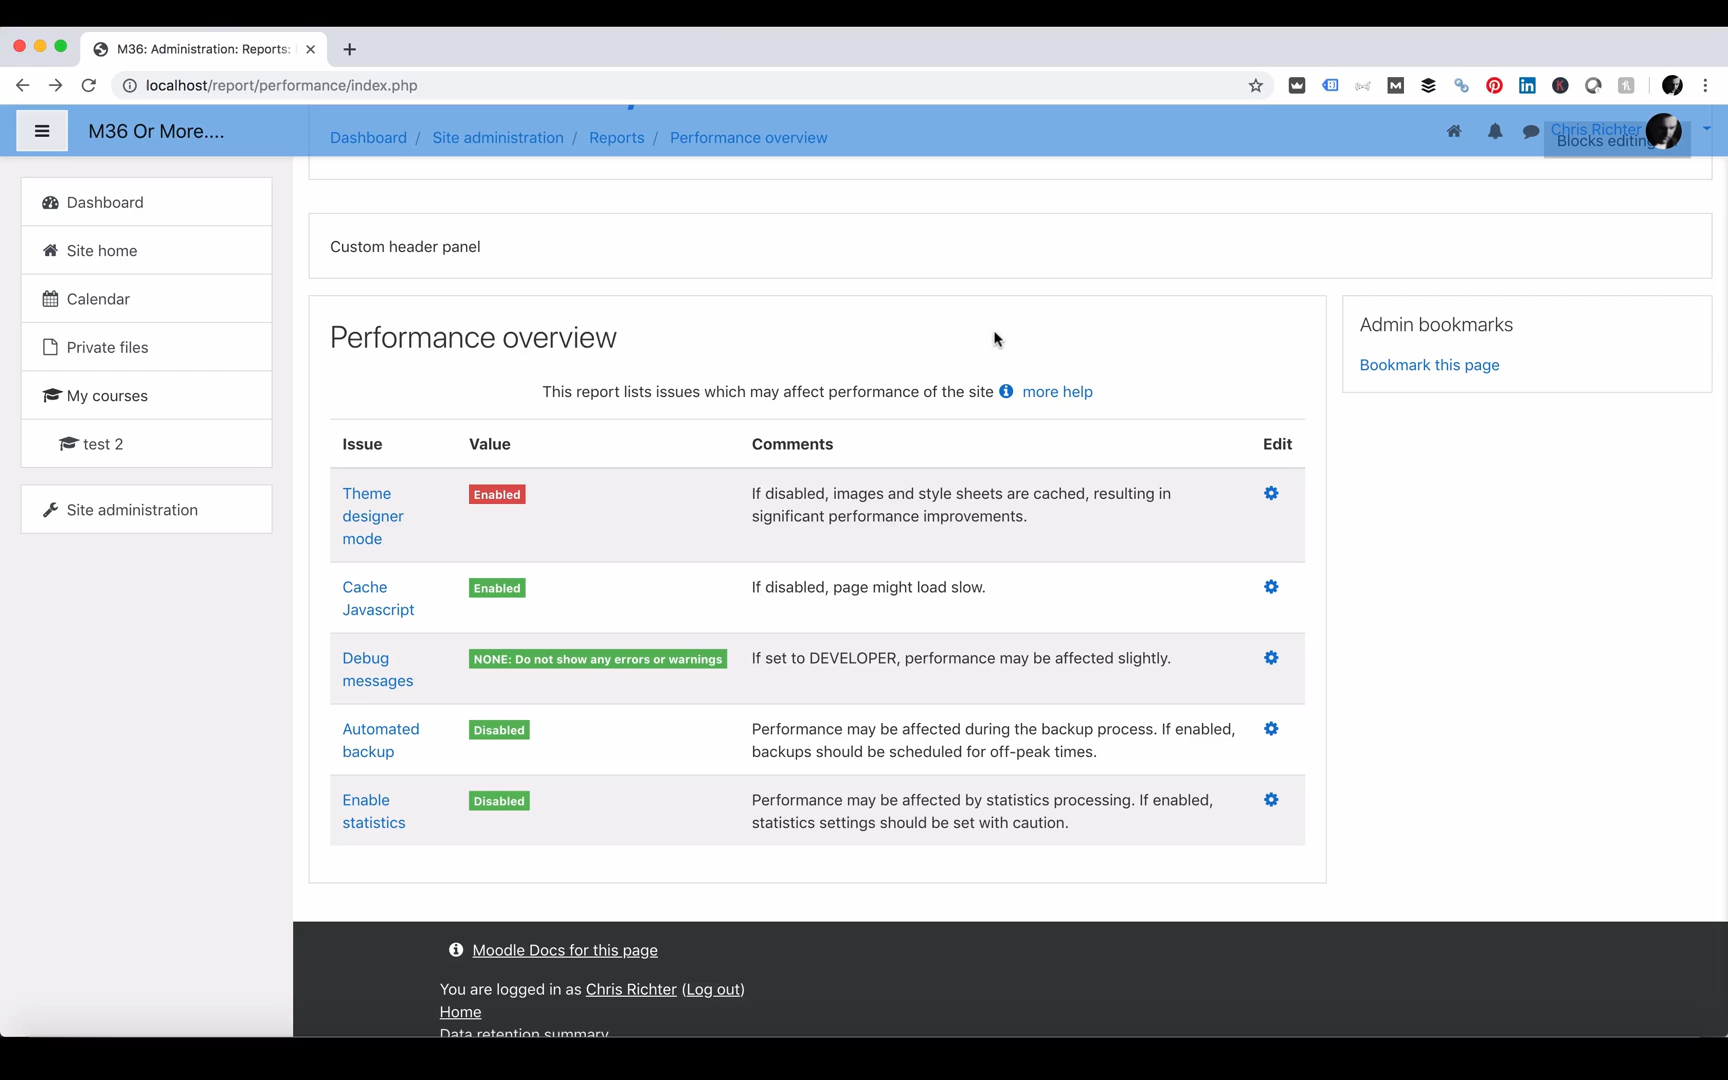 M36: Administration: Reports:
localhost/report/performance/index.php
M36 Or More....
Dashboard / Site administration / Reports / Performance overview
Chris Richter
Blocks editing
Dashboard
Site home
Calendar
Private files
My courses
test 2
Site administration
Custom header panel
Performance overview
This report lists issues which may affect performance of the site more help
Issue Value Comments Edit
Theme designer mode Enabled If disabled, images and style sheets are cached, resulting in
significant performance improvements.
Cache Javascript Enabled If disabled, page might load slow.
Debug messages NONE: Do not show any errors or warnings If set to DEVELOPER, performance may be affected slightly.
Automated backup Disabled Performance may be affected during the backup process. If enabled,
backups should be scheduled for off-peak times.
Enable statistics Disabled Performance may be affected by statistics processing. If enabled,
statistics settings should be set with caution.
Admin bookmarks
Bookmark this page
Moodle Docs for this page
You are logged in as Chris Richter (Log out)
Home
Data retention summary